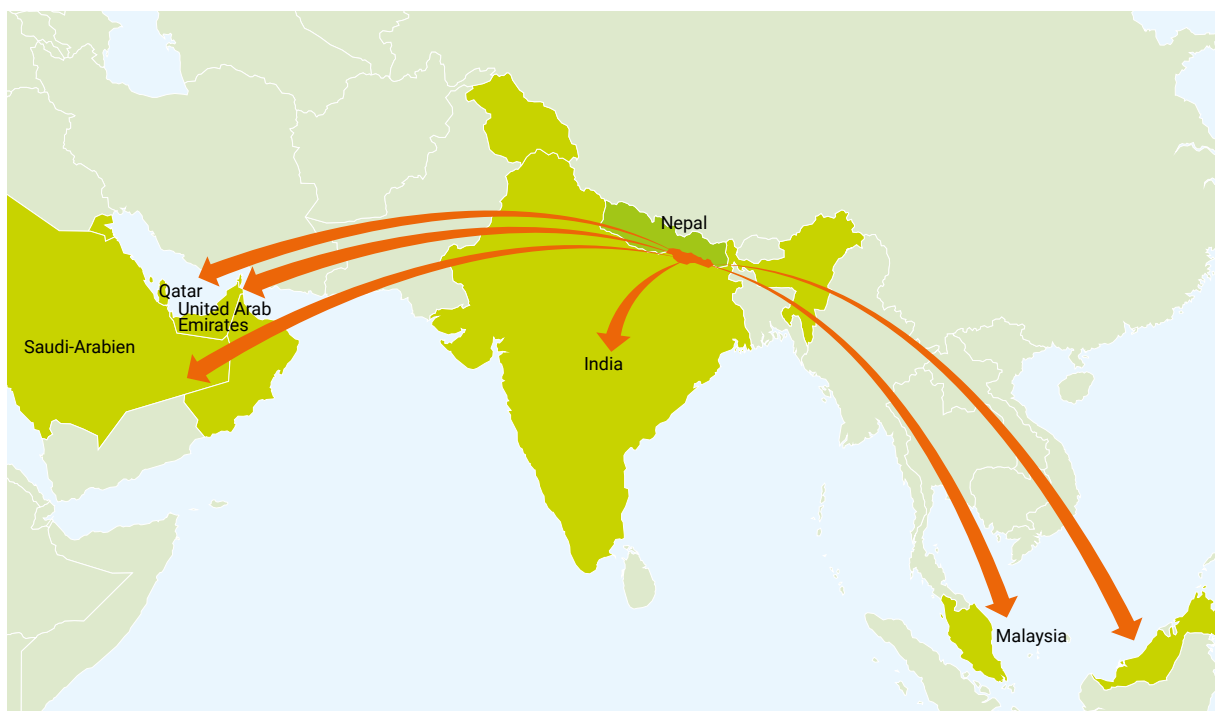 Nepal
Qatar
United Arab
Emirates
Saudi-Arabien
India
Malaysia